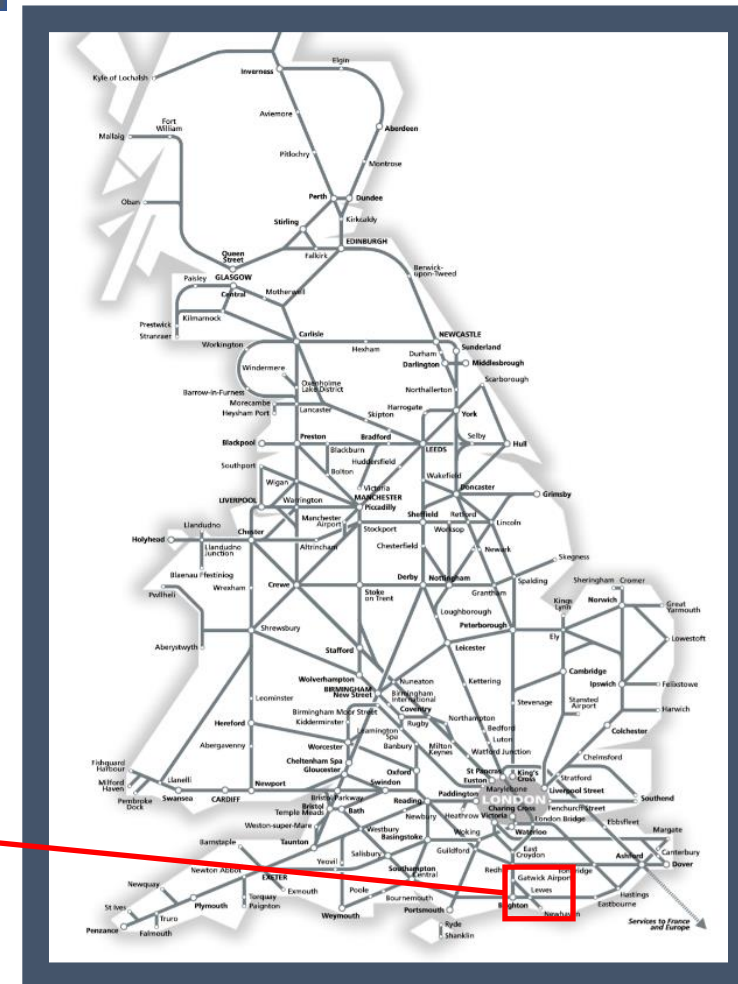 Elgin
Kyle of Lochalsh
Inverness
Aviemore
Fort
William
Aberdeen
Mallaig
Pitlochry
Montrose
Perth
Dundee
Oban
Kirkcaldy
Stirling
EDINBURGH
Queen
Street
Falkirk
GLASGOW
Central
Berwick-
upon-Tweed
Paisley
Motherwell
Kilmarnock
Prestwick
Stranraer
Carlisle
NEWCASTLE
Workington
Hexham
Sunderland
Durham
Darlington
Middlesbrough
Windermere
Scarborough
Oxenholme
Lake District
Barrow-in-Furness
Northallerton
Morecambe
Heysham Port
Lancaster
Harrogate
York
Skipton
Blackpool
Preston
Bradford
Selby
Hull
Blackburn
LEEDS
Huddersfield
Southport
Bolton
Wakefield
Wigan
Victoria
Doncaster
Grimsby
LIVERPOOL
Warrington
MANCHESTER
Piccadilly
Manchester
Airport
Sheffield
Retford
Lincoln
Llandudno
Stockport
Worksop
Holyhead
Chester
Llandudno
Junction
Altrincham
Chesterfield
Newark
Skegness
Blaenau Ffestiniog
Crewe
Derby
Nottingham
Spalding
Sheringham
Cromer
Pwllheli
Wrexham
Stoke
on Trent
Grantham
Kings
Lynn
Norwich
Great
Yarmouth
Loughborough
Peterborough
Shrewsbury
Ely
Lowestoft
Aberystwyth
Stafford
Leicester
Cambridge
Wolverhampton
Nuneaton
Kettering
Ipswich
Felixstowe
BIRMINGHAM
New Street
Birmingham
International
Leominster
Coventry
Stevenage
Stansted
Airport
Harwich
Birmingham Moor Street
Rugby
Northampton
Hereford
Kidderminster
Leamington
Spa
Bedford
Colchester
Abergavenny
Worcester
Banbury
Milton
Keynes
Luton
Watford Junction
Chelmsford
Fishguard
Harbour
Cheltenham Spa
Gloucester
Oxford
St Pancras
Euston
King's
Cross
Stratford
Milford
Haven
Llanelli
Swindon
Marylebone
Liverpool Street
Pembroke
Dock
Swansea
CARDIFF
Newport
Bristol Parkway
Reading
Paddington
LONDON
Fenchurch Street
Southend
Bristol
Temple Meads
Bath
Newbury
Heathrow
Victoria
Charing Cross
London Bridge
Ebbsfleet
Weston-super-Mare
Westbury
Basingstoke
Woking
Waterloo
Margate
Barnstaple
Taunton
Salisbury
Guildford
East
Croydon
Canterbury
Yeovil
Ashford
Dover
Newton Abbot
EXETER
Southampton
Central
Gatwick Airport
Newquay
Exmouth
Poole
Lewes
Hastings
St Ives
Plymouth
Torquay
Paignton
Bournemouth
Brighton
Eastbourne
Truro
Weymouth
Portsmouth
Newhaven
Penzance
Falmouth
Ryde
Shanklin
Services to France
and Europe